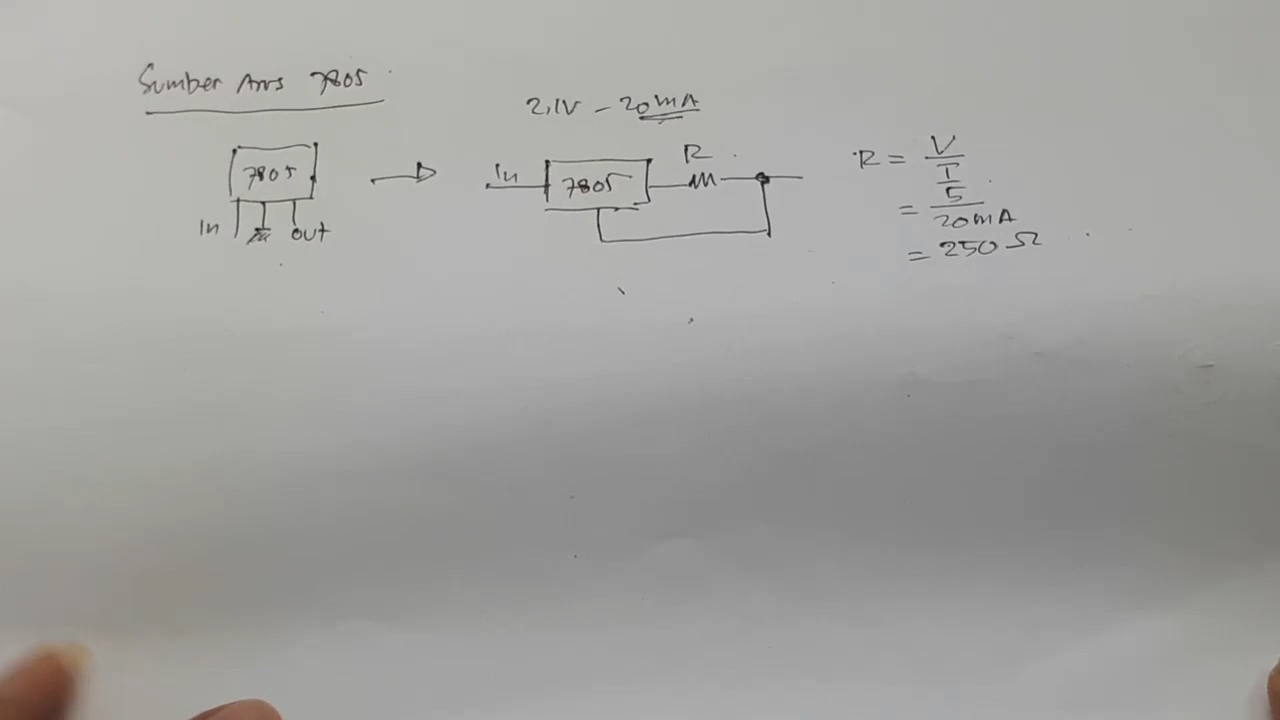 Sumber Arus 7805
7805
In
OUT
2,1V - 20mA
In
7805
R
R = V
I
= 5
20mA
= 250 Ω